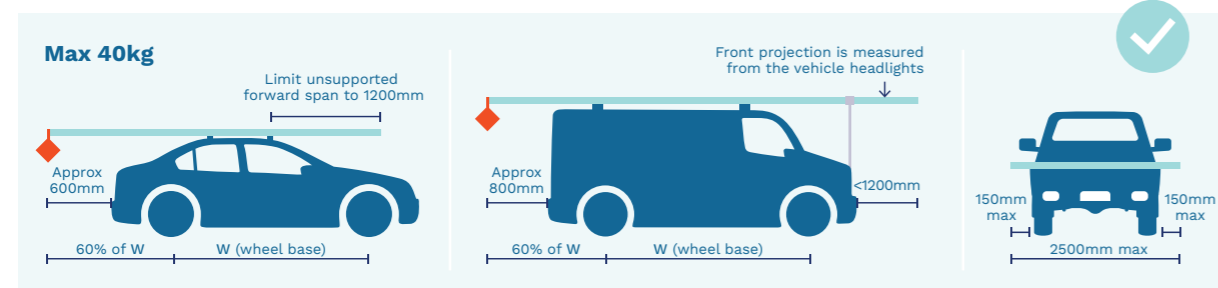 Max 40kg
Limit unsupported
forward span to 1200mm
Approx
600mm
60% of W
W (wheel base)
Front projection is measured
from the vehicle headlights
Approx
800mm
<1200mm
60% of W
W (wheel base)
150mm
max
150mm
max
2500mm max